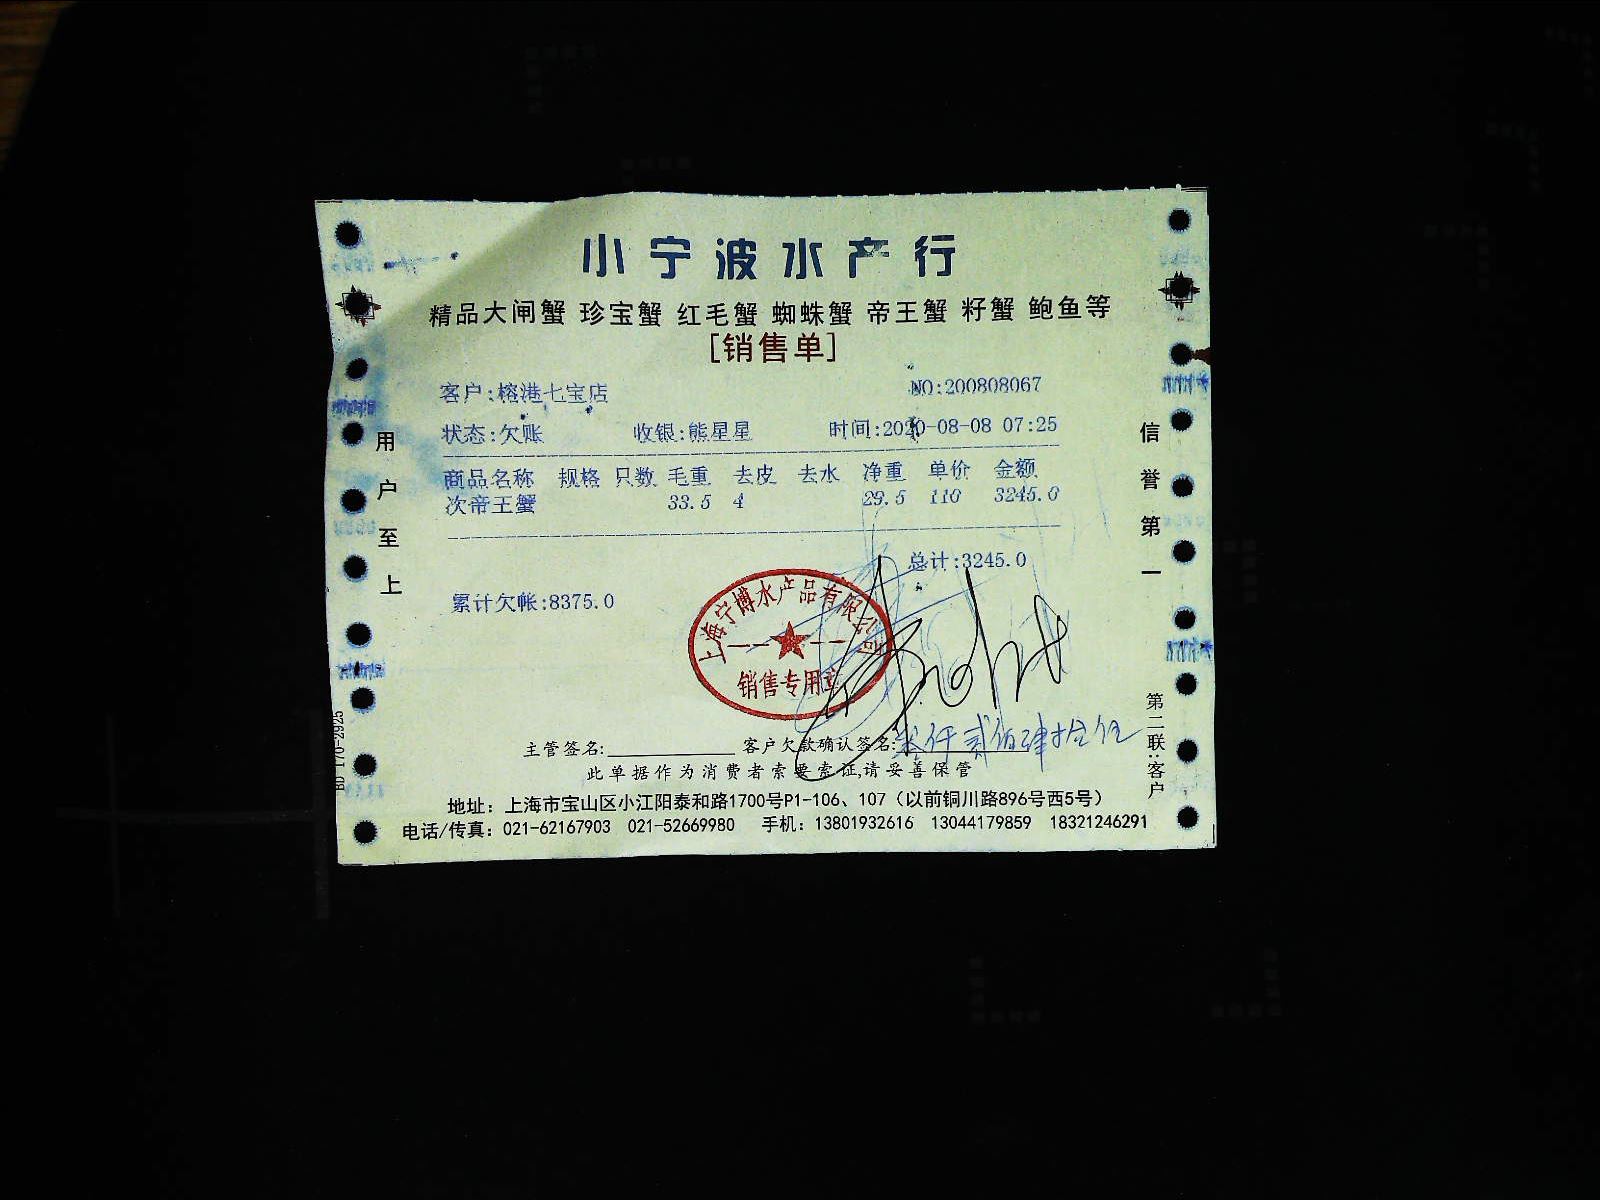 小宁波水产行
精品大闸蟹 珍宝蟹 红毛蟹 蜘蛛蟹 帝王蟹 籽蟹 鲍鱼等
[销售单]
客户:榕港七宝店 NO:200808067
状态:欠账 收银:熊星星 时间:2020-08-08 07:25
商品名称 规格 只数 毛重 去皮 去水 净重 单价 金额
次帝王蟹 33.5 4 29.5 110 3245.0
总计:3245.0
累计欠帐:8375.0
上海宁博水产品有限公司
销售专用章
主管签名: 客户欠款确认签名:叁仟贰佰肆拾伍
此单据作为消费者索要索证,请妥善保管
地址：上海市宝山区小江阳泰和路1700号P1-106、107（以前铜川路896号西5号）
电话/传真：021-62167903 021-52669980 手机：13801932616 13044179859 18321246291
用户至上
信誉第一
第二联:客户
BD 170-2925